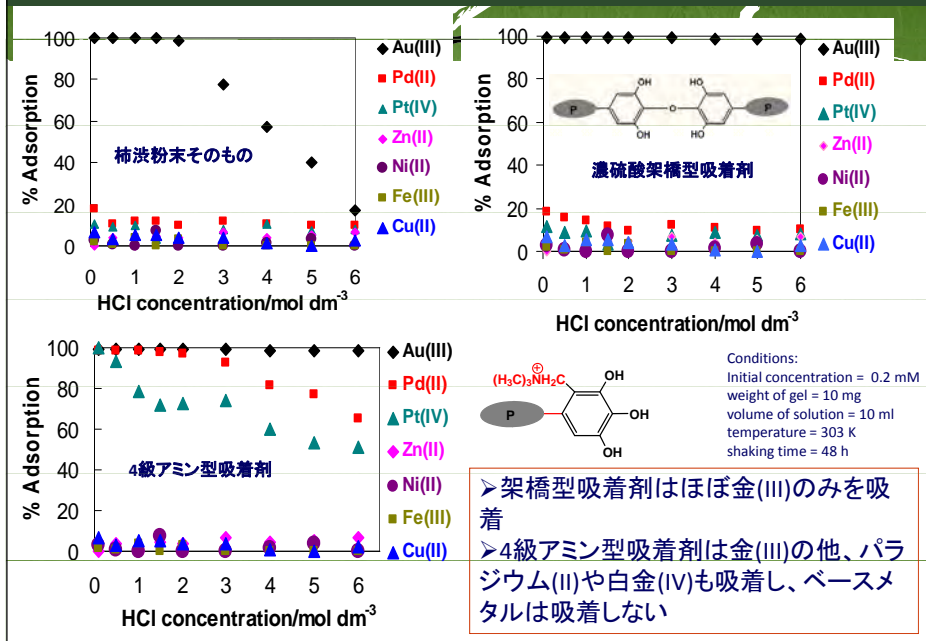 100
80
60
40
20
0
% Adsorption
柿渋粉末そのもの
0 1 2 3 4 5 6
HCl concentration/mol dm-3
Au(III)
Pd(II)
Pt(IV)
Zn(II)
Ni(II)
Fe(III)
Cu(II)
100
80
60
40
20
0
% Adsorption
OH
HO
P
O
P
OH
HO
濃硫酸架橋型吸着剤
0 1 2 3 4 5 6
HCl concentration/mol dm-3
Au(III)
Pd(II)
Pt(IV)
Zn(II)
Ni(II)
Fe(III)
Cu(II)
100
80
60
40
20
0
% Adsorption
4級アミン型吸着剤
0 1 2 3 4 5 6
HCl concentration/mol dm-3
Au(III)
Pd(II)
Pt(IV)
Zn(II)
Ni(II)
Fe(III)
Cu(II)
(H3C)3NH2C
⊕
OH
P
OH
OH
Conditions:
Initial concentration = 0.2 mM
weight of gel = 10 mg
volume of solution = 10 ml
temperature = 303 K
shaking time = 48 h
➢架橋型吸着剤はほぼ金(III)のみを吸
着
➢4級アミン型吸着剤は金(III)の他、パラ
ジウム(II)や白金(IV)も吸着し、ベースメ
タルは吸着しない